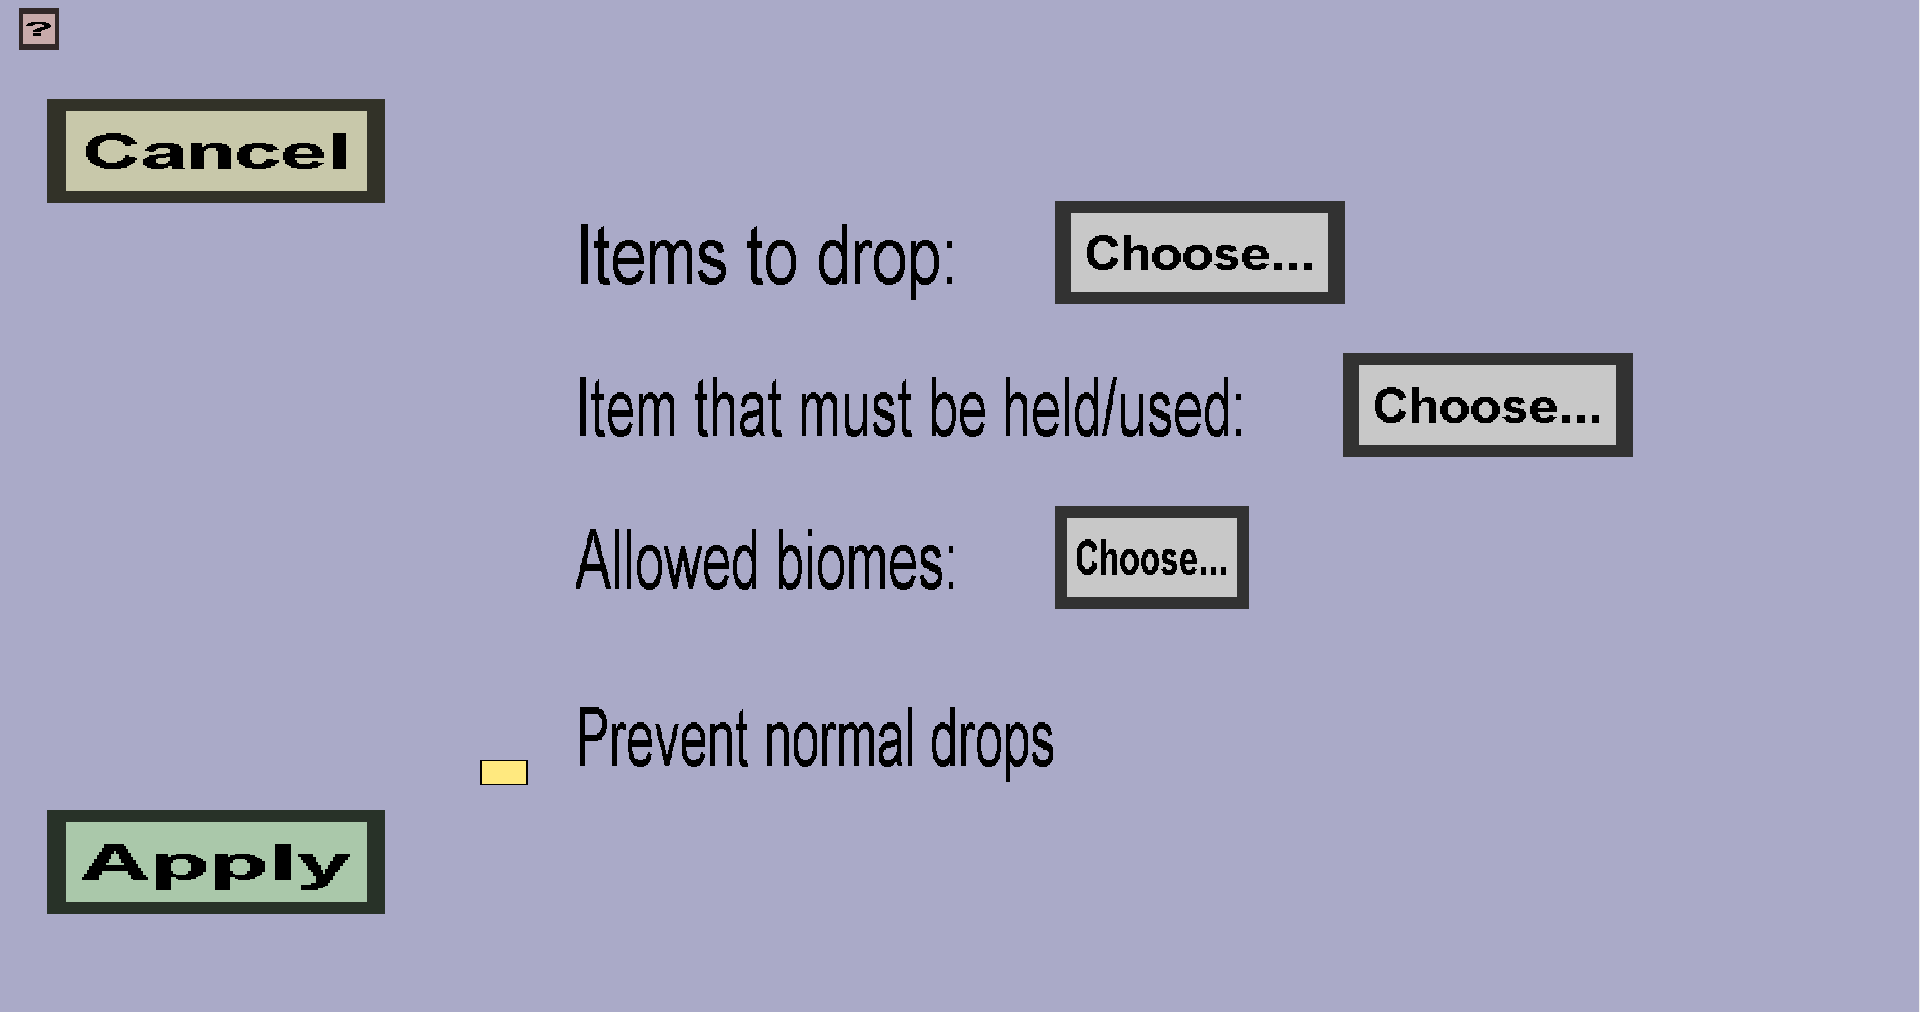 ?
Cancel
Items to drop: Choose...
Item that must be held/used: Choose...
Allowed biomes: Choose...
Prevent normal drops
Apply